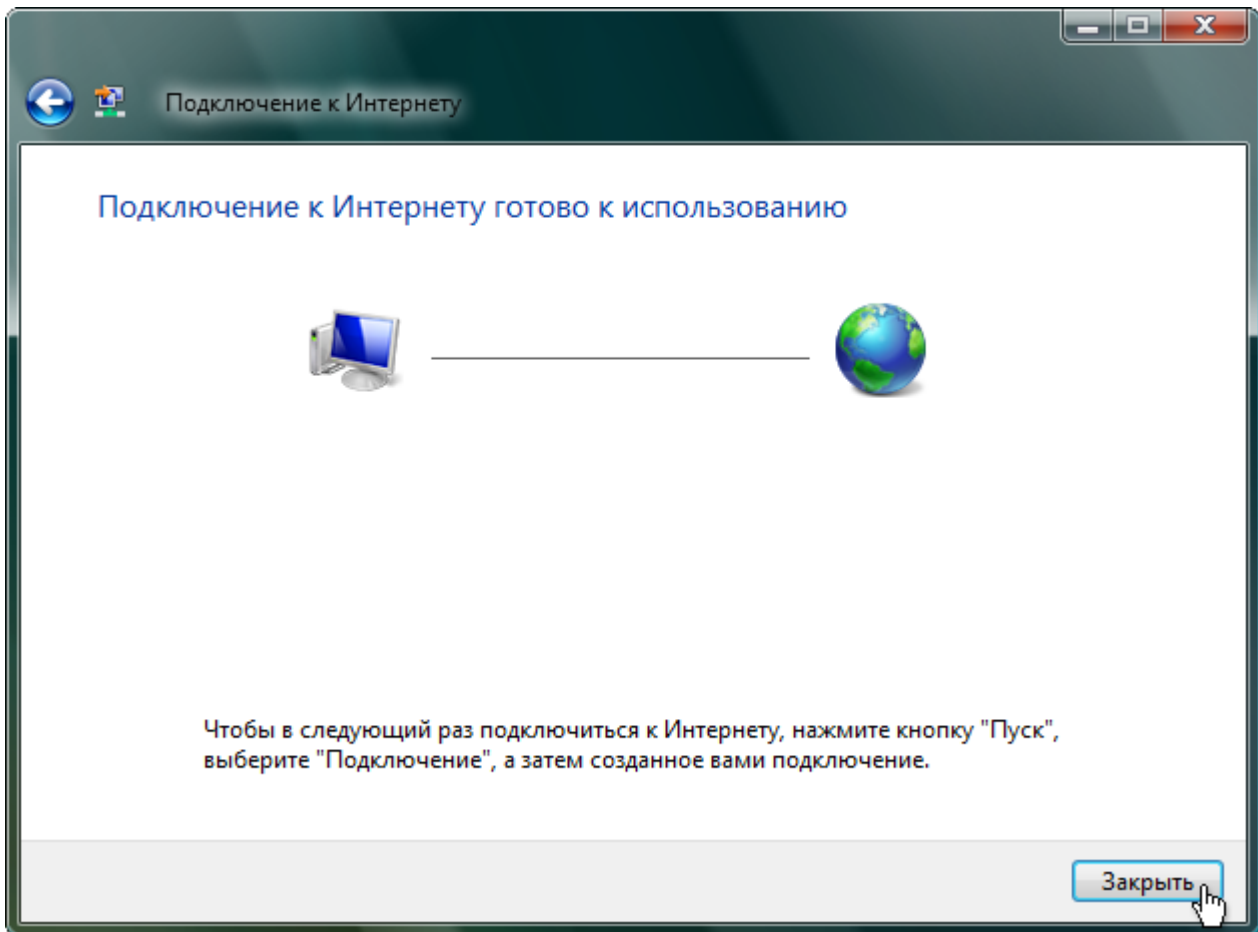 Подключение к Интернету
Подключение к Интернету готово к использованию
Чтобы в следующий раз подключиться к Интернету, нажмите кнопку "Пуск",
выберите "Подключение", а затем созданное вами подключение.
Закрыть